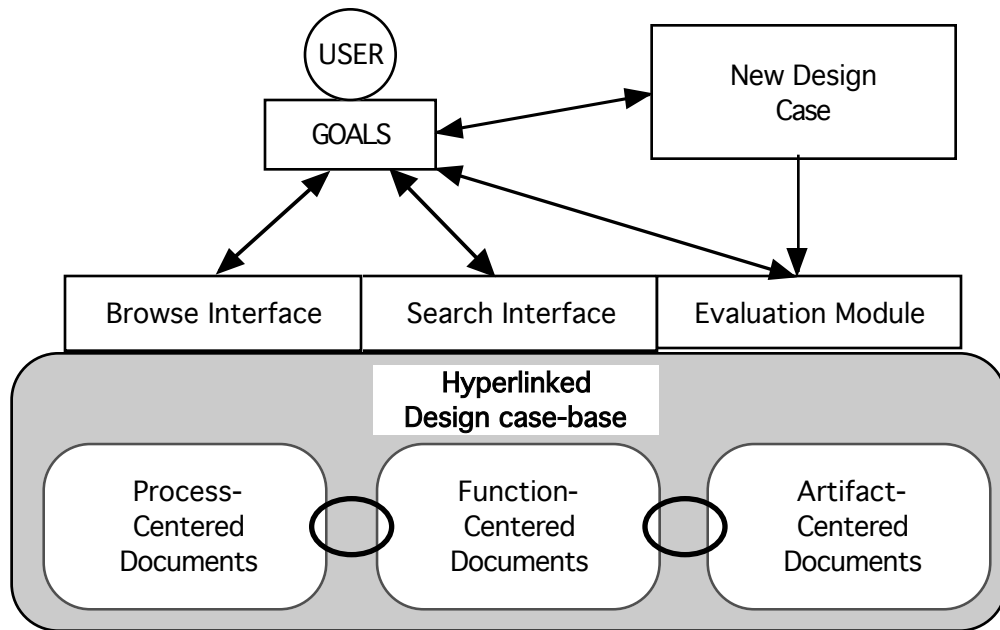 USER
GOALS
New Design
Case
Browse Interface
Search Interface
Evaluation Module
Hyperlinked
Design case-base
Process-
Centered
Documents
Function-
Centered
Documents
Artifact-
Centered
Documents